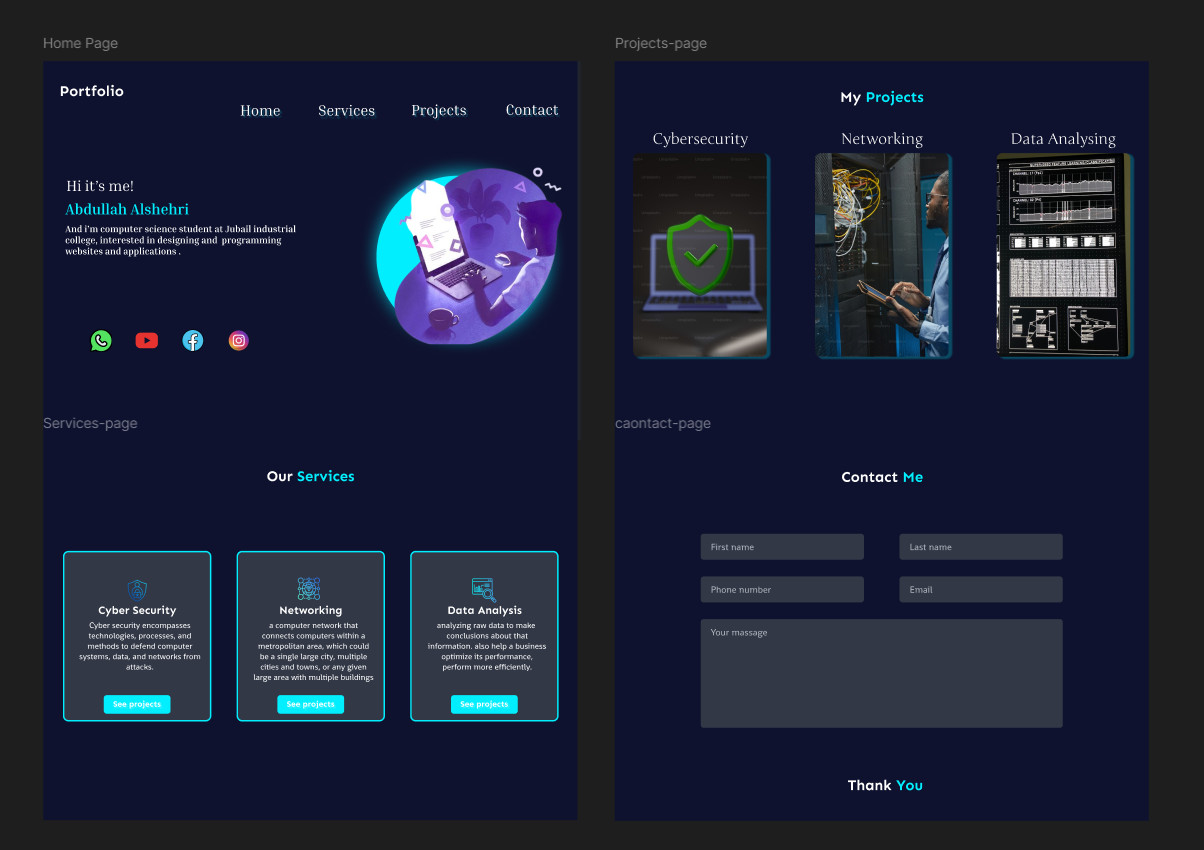 Home Page
Portfolio
Home Services Projects Contact
Hi it's me!
Abdullah Alshehri
And i'm computer science student at Jubail industrial
college, interested in designing and programming
websites and applications .
Projects-page
My Projects
Cybersecurity Networking Data Analysing
Services-page
Our Services
Cyber Security
Cyber security encompasses
technologies, processes, and
methods to defend computer
systems, data, and networks from
attacks.
See projects
Networking
a computer network that
connects computers within a
metropolitan area, which could
be a single large city, multiple
cities and towns, or any given
large area with multiple buildings
See projects
Data Analysis
analyzing raw data to make
conclusions about that
information. also help a business
optimize its performance,
perform more efficiently.
See projects
caontact-page
Contact Me
First name Last name
Phone number Email
Your massage
Thank You